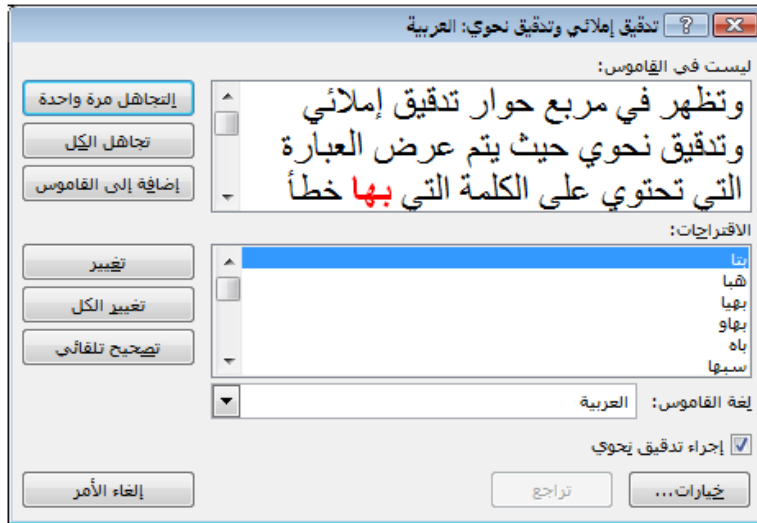 تدقيق إملائي وتدقيق نحوي: العربية
ليست في القاموس:
وتظهر في مربع حوار تدقيق إملائي
وتدقيق نحوي حيث يتم عرض العبارة
التي تحتوي على الكلمة التي بها خطأ
التجاهل مرة واحدة
تجاهل الكل
إضافة إلى القاموس
الاقتراحات:
بتا
هبا
بهيا
بهاو
باه
سبها
تغيير
تغيير الكل
تصحيح تلقائي
لغة القاموس: العربية
إجراء تدقيق نحوي
خيارات...
تراجع
إلغاء الأمر